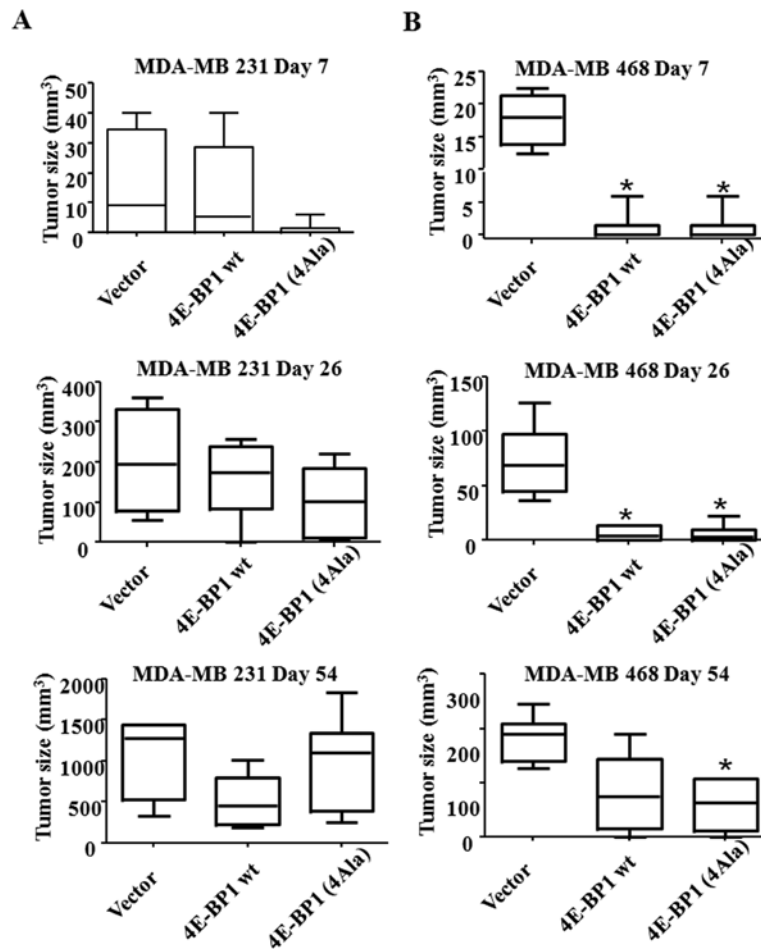 A
MDA-MB 231 Day 7
Tumor size (mm³)
50
40
30
20
10
0
Vector
4E-BP1 wt
4E-BP1 (4Ala)
MDA-MB 231 Day 26
Tumor size (mm³)
400
300
200
100
0
Vector
4E-BP1 wt
4E-BP1 (4Ala)
MDA-MB 231 Day 54
Tumor size (mm³)
2000
1500
1000
500
0
Vector
4E-BP1 wt
4E-BP1 (4Ala)
B
MDA-MB 468 Day 7
Tumor size (mm³)
25
20
15
10
5
0
* *
Vector
4E-BP1 wt
4E-BP1 (4Ala)
MDA-MB 468 Day 26
Tumor size (mm³)
150
100
50
0
* *
Vector
4E-BP1 wt
4E-BP1 (4Ala)
MDA-MB 468 Day 54
Tumor size (mm³)
300
200
100
0
*
Vector
4E-BP1 wt
4E-BP1 (4Ala)